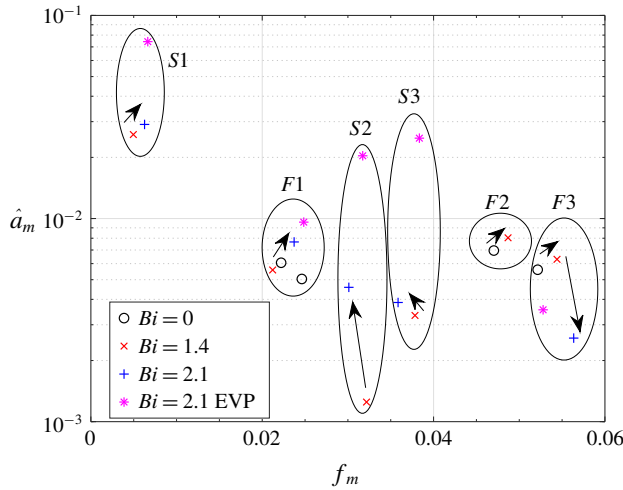 10⁻¹
S1
S2
S3
F1
F2
F3
10⁻²
â_m
Bi = 0
Bi = 1.4
Bi = 2.1
Bi = 2.1 EVP
10⁻³
0
0.02
0.04
0.06
f_m